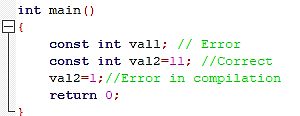 int main()
{
const int val1; // Error
const int val2=11; //Correct
val2=1;//Error in compilation
return 0;
}